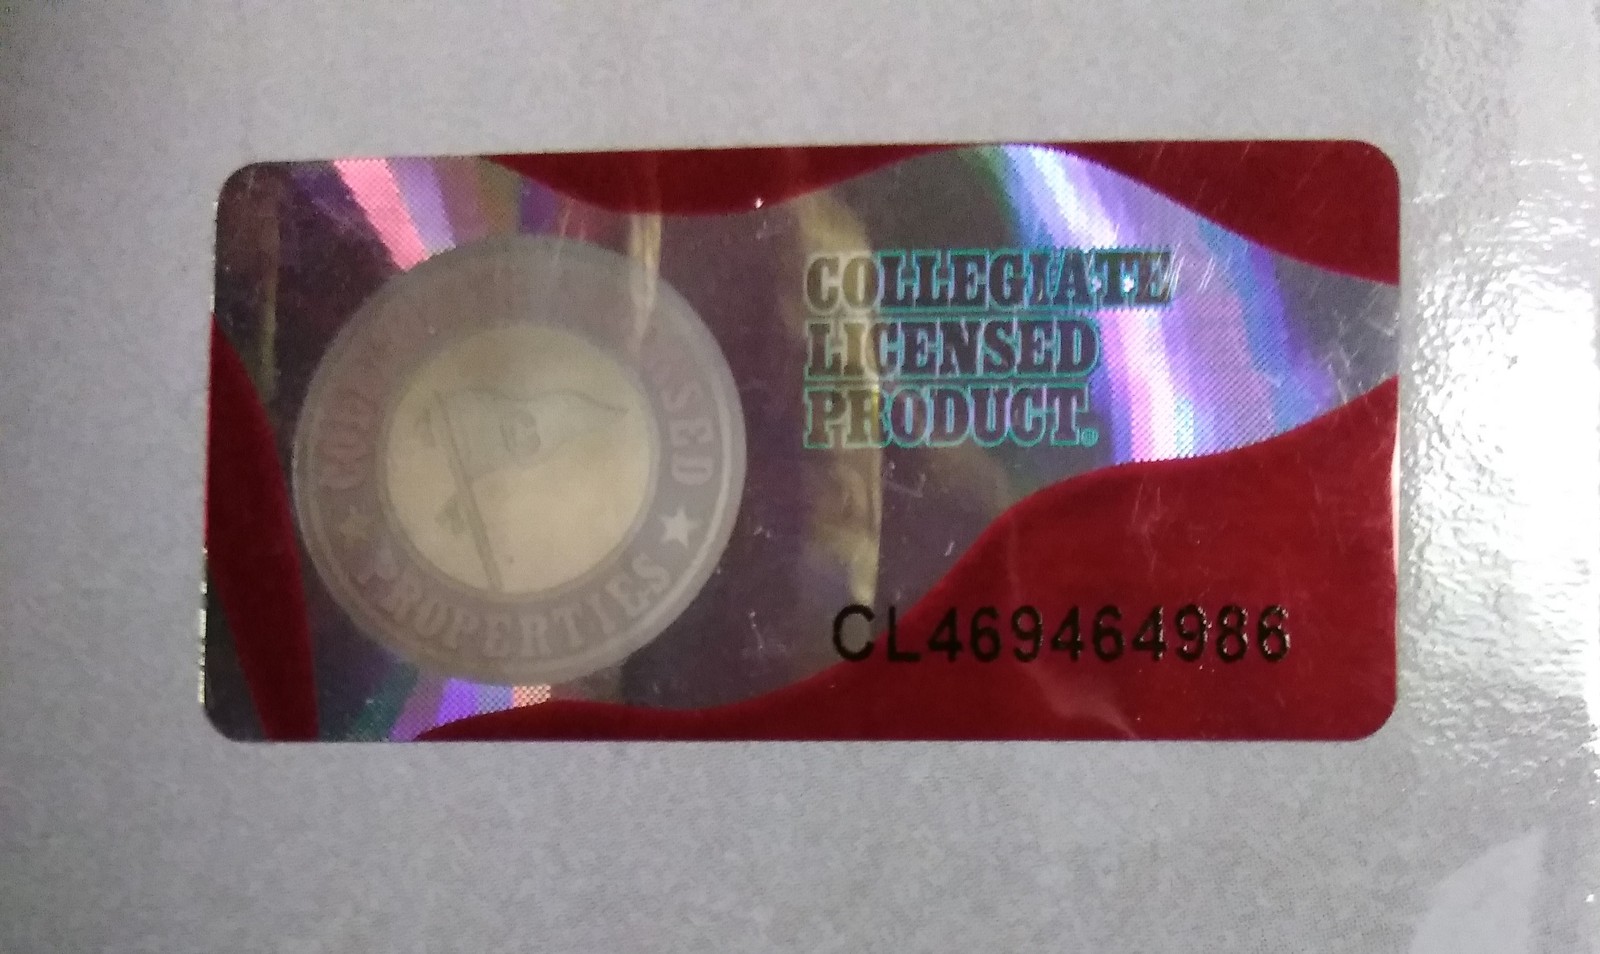 PROPERTIES
COLLEGIATE
LICENSED
PRODUCT®
CL469464986